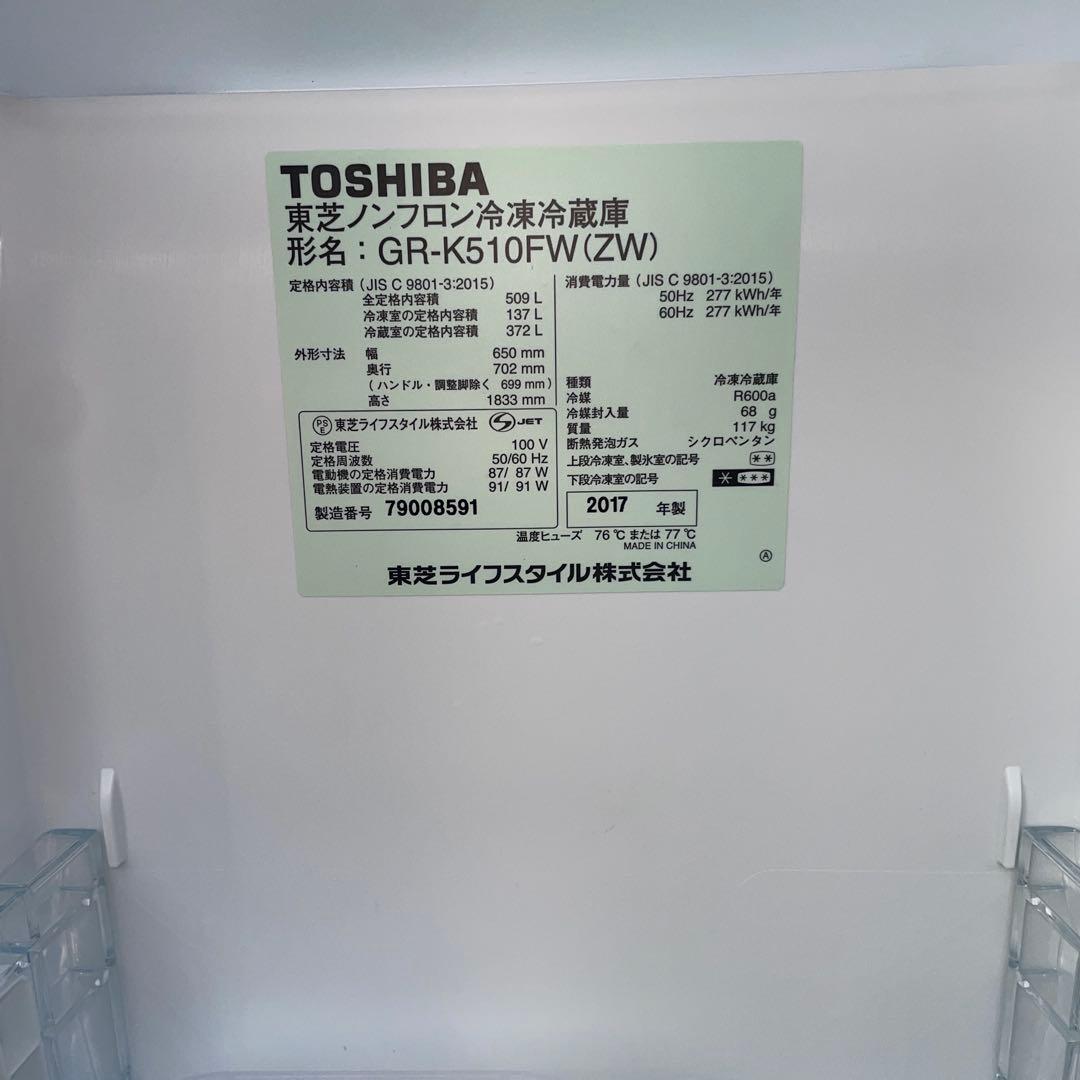 TOSHIBA
東芝ノンフロン冷凍冷蔵庫
形名：GR-K510FW(ZW)
定格内容積 (JIS C 9801-3:2015)
全定格内容積 509 L
冷凍室の定格内容積 137 L
冷蔵室の定格内容積 372 L
外形寸法 幅 650 mm
奥行 702 mm
(ハンドル・調整脚除く 699 mm)
高さ 1833 mm
PSE 東芝ライフスタイル株式会社 S JET
定格電圧 100 V
定格周波数 50/60 Hz
電動機の定格消費電力 87/ 87 W
電熱装置の定格消費電力 91/ 91 W
製造番号 79008591
消費電力量 (JIS C 9801-3:2015)
50Hz 277 kWh/年
60Hz 277 kWh/年
種類 冷凍冷蔵庫
冷媒 R600a
冷媒封入量 68 g
質量 117 kg
断熱発泡ガス シクロペンタン
上段冷凍室、製氷室の記号 **
下段冷凍室の記号 * ***
2017 年製
温度ヒューズ 76 ℃ または 77 ℃
MADE IN CHINA
Ⓐ
東芝ライフスタイル株式会社